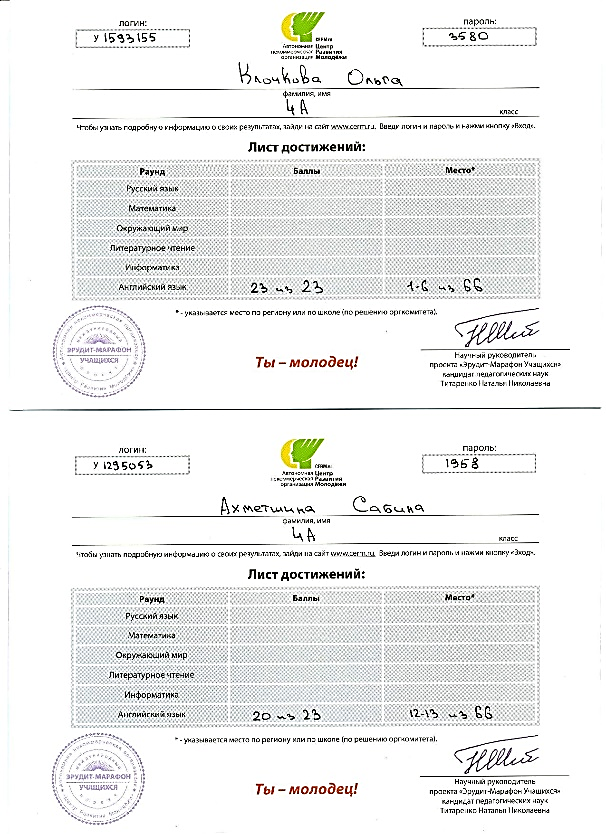 логин:
У 1593155
CERM.ru
Автономная Центр
некоммерческая Развития
организация Молодёжи
пароль:
3580
Клочкова Ольга
фамилия, имя
4А
класс
Чтобы узнать подробную информацию о своих результатах, зайди на сайт www.cerm.ru. Введи логин и пароль и нажми кнопку «Вход».
Лист достижений:
Раунд Баллы Место*
Русский язык
Математика
Окружающий мир
Литературное чтение
Информатика
Английский язык 23 из 23 1-6 из 66
* - указывается место по региону или по школе (по решению оргкомитета).
ЭРУДИТ-МАРАФОН
УЧАЩИХСЯ
Ты – молодец!
Научный руководитель
проекта «Эрудит-Марафон Учащихся»
кандидат педагогических наук
Титаренко Наталья Николаевна
логин:
У 1295053
CERM.ru
Автономная Центр
некоммерческая Развития
организация Молодёжи
пароль:
1958
Ахметшина Сабина
фамилия, имя
4А
класс
Чтобы узнать подробную информацию о своих результатах, зайди на сайт www.cerm.ru. Введи логин и пароль и нажми кнопку «Вход».
Лист достижений:
Раунд Баллы Место*
Русский язык
Математика
Окружающий мир
Литературное чтение
Информатика
Английский язык 20 из 23 12-13 из 66
* - указывается место по региону или по школе (по решению оргкомитета).
ЭРУДИТ-МАРАФОН
УЧАЩИХСЯ
Ты – молодец!
Научный руководитель
проекта «Эрудит-Марафон Учащихся»
кандидат педагогических наук
Титаренко Наталья Николаевна